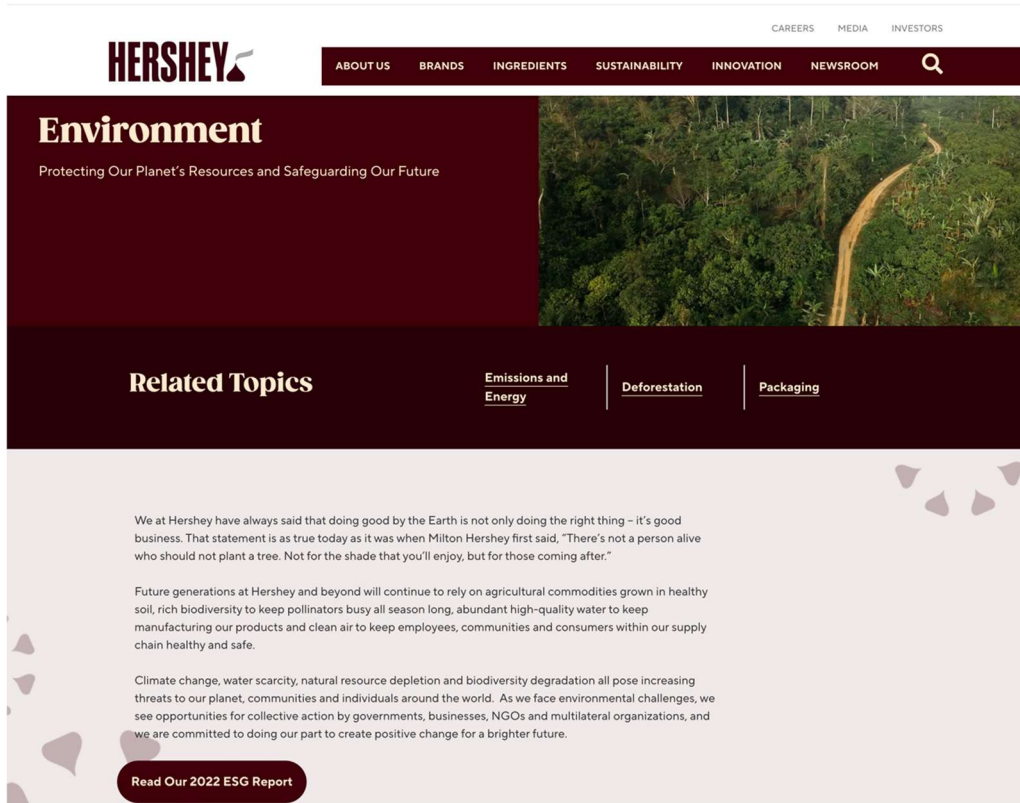 CAREERS MEDIA INVESTORS
HERSHEY
ABOUT US BRANDS INGREDIENTS SUSTAINABILITY INNOVATION NEWSROOM
Environment
Protecting Our Planet's Resources and Safeguarding Our Future
Related Topics
Emissions and
Energy
Deforestation
Packaging
We at Hershey have always said that doing good by the Earth is not only doing the right thing – it's good
business. That statement is as true today as it was when Milton Hershey first said, “There's not a person alive
who should not plant a tree. Not for the shade that you'll enjoy, but for those coming after.”
Future generations at Hershey and beyond will continue to rely on agricultural commodities grown in healthy
soil, rich biodiversity to keep pollinators busy all season long, abundant high-quality water to keep
manufacturing our products and clean air to keep employees, communities and consumers within our supply
chain healthy and safe.
Climate change, water scarcity, natural resource depletion and biodiversity degradation all pose increasing
threats to our planet, communities and individuals around the world. As we face environmental challenges, we
see opportunities for collective action by governments, businesses, NGOs and multilateral organizations, and
we are committed to doing our part to create positive change for a brighter future.
Read Our 2022 ESG Report